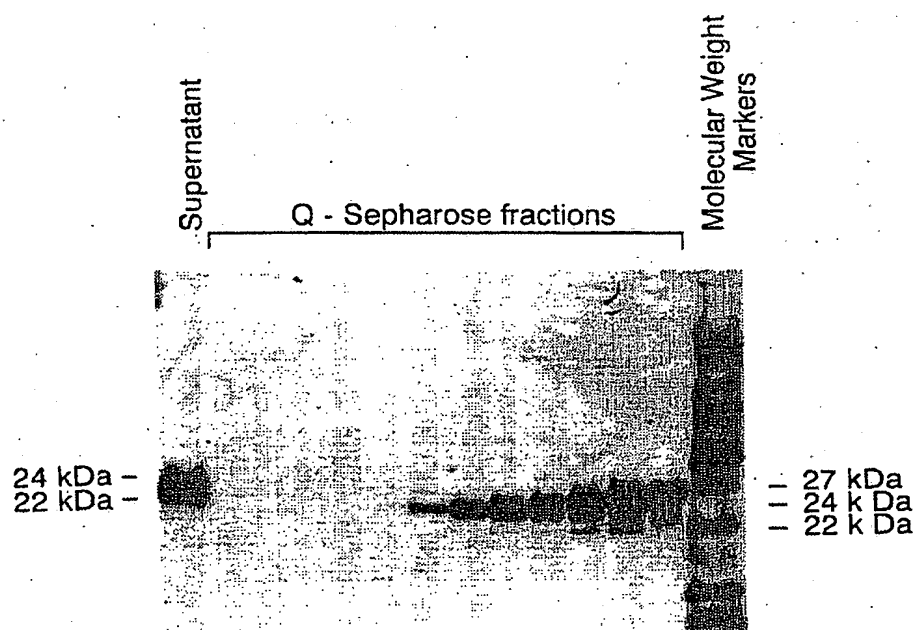 Supernatant
Q - Sepharose fractions
Molecular Weight
Markers
24 kDa –
22 kDa –
– 27 kDa
– 24 k Da
– 22 k Da